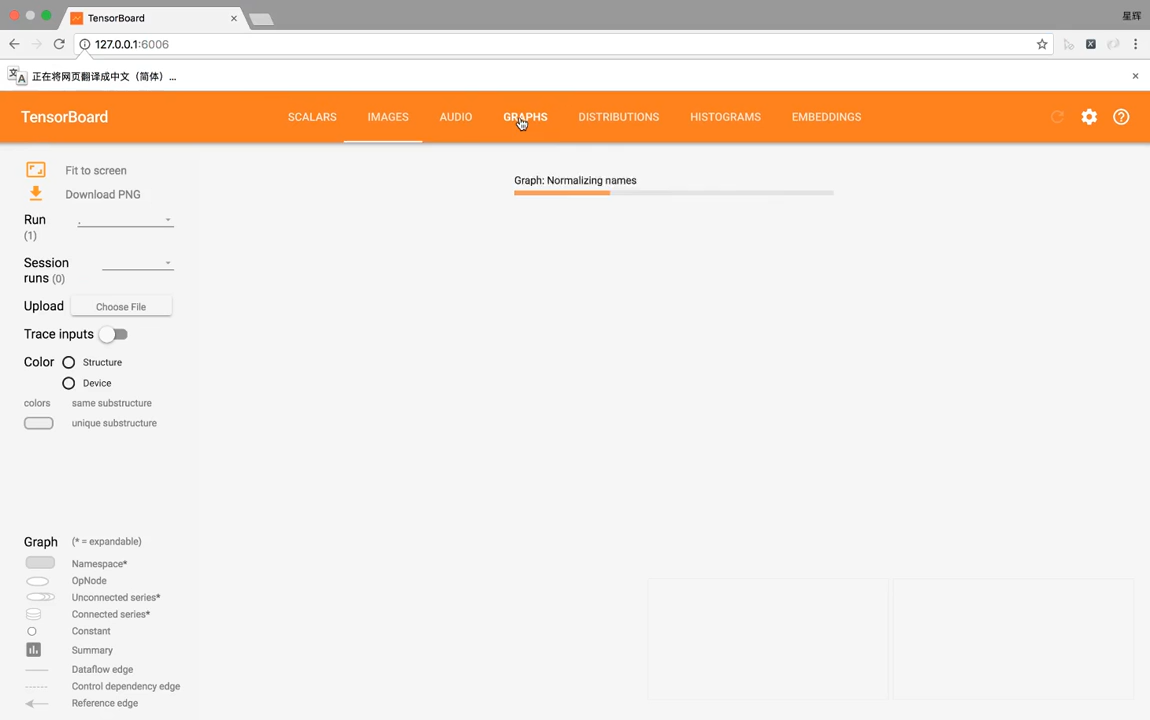 TensorBoard
星辉
127.0.0.1:6006
正在将网页翻译成中文（简体）...
TensorBoard
SCALARS
IMAGES
AUDIO
GRAPHS
DISTRIBUTIONS
HISTOGRAMS
EMBEDDINGS
Fit to screen
Download PNG
Run
(1)
.
Session
runs (0)
Upload
Choose File
Trace inputs
Color
Structure
Device
colors
same substructure
unique substructure
Graph: Normalizing names
Graph
(* = expandable)
Namespace*
OpNode
Unconnected series*
Connected series*
Constant
Summary
Dataflow edge
Control dependency edge
Reference edge